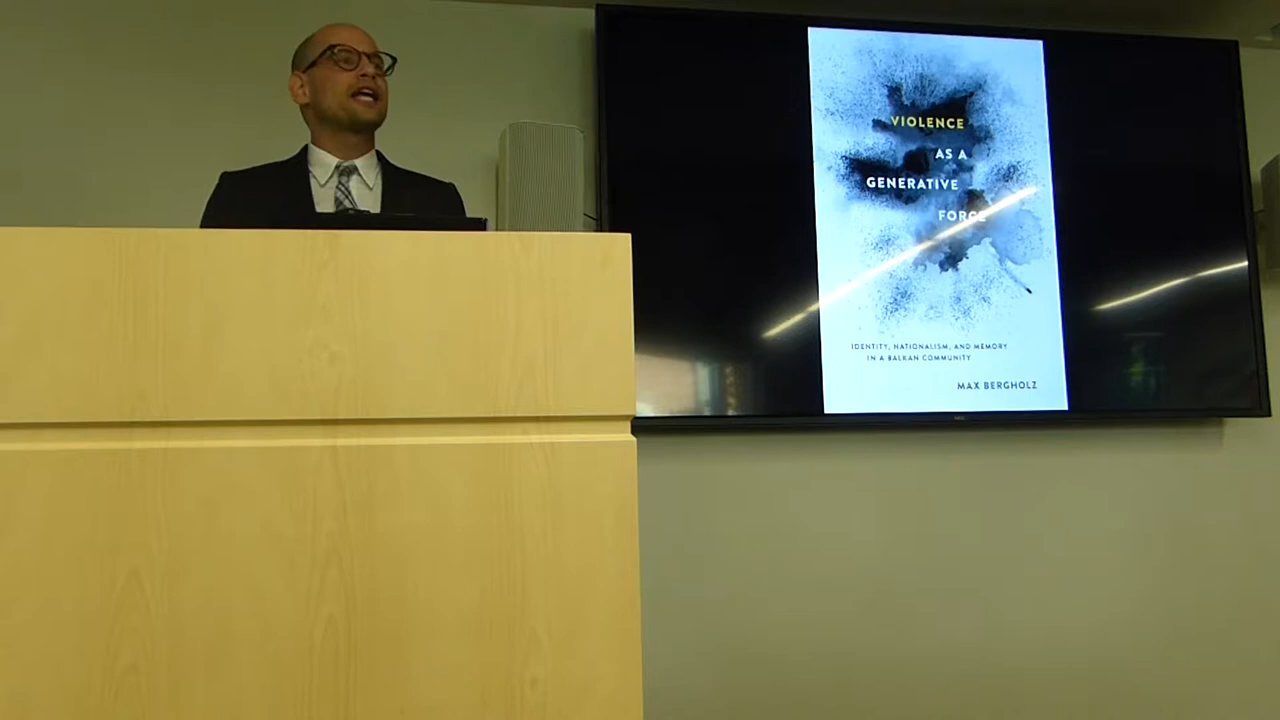 VIOLENCE
AS A
GENERATIVE
FORCE
IDENTITY, NATIONALISM, AND MEMORY
IN A BALKAN COMMUNITY
MAX BERGHOLZ